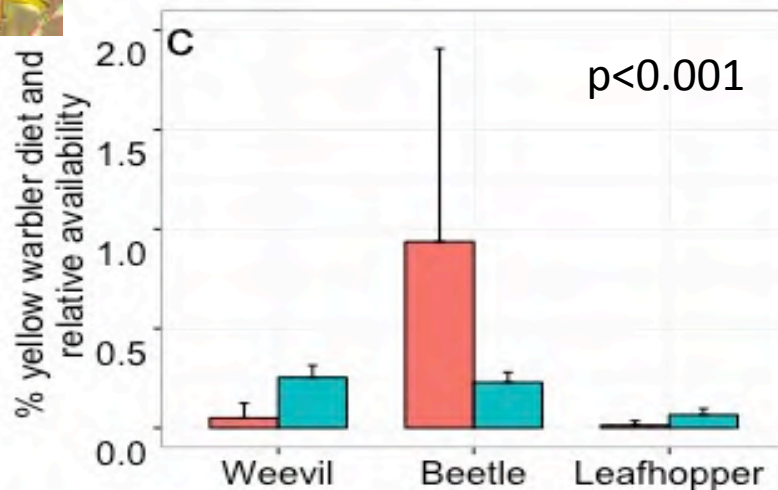 C
p<0.001
% yellow warbler diet and
relative availability
2.0
1.5
1.0
0.5
0.0
Weevil Beetle Leafhopper